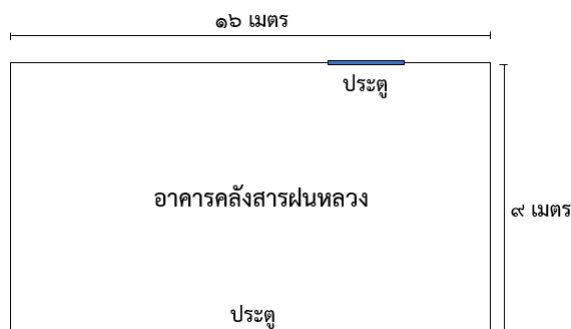 ๑๖ เมตร
ประตู
อาคารคลังสารฝนหลวง
๙ เมตร
ประตู